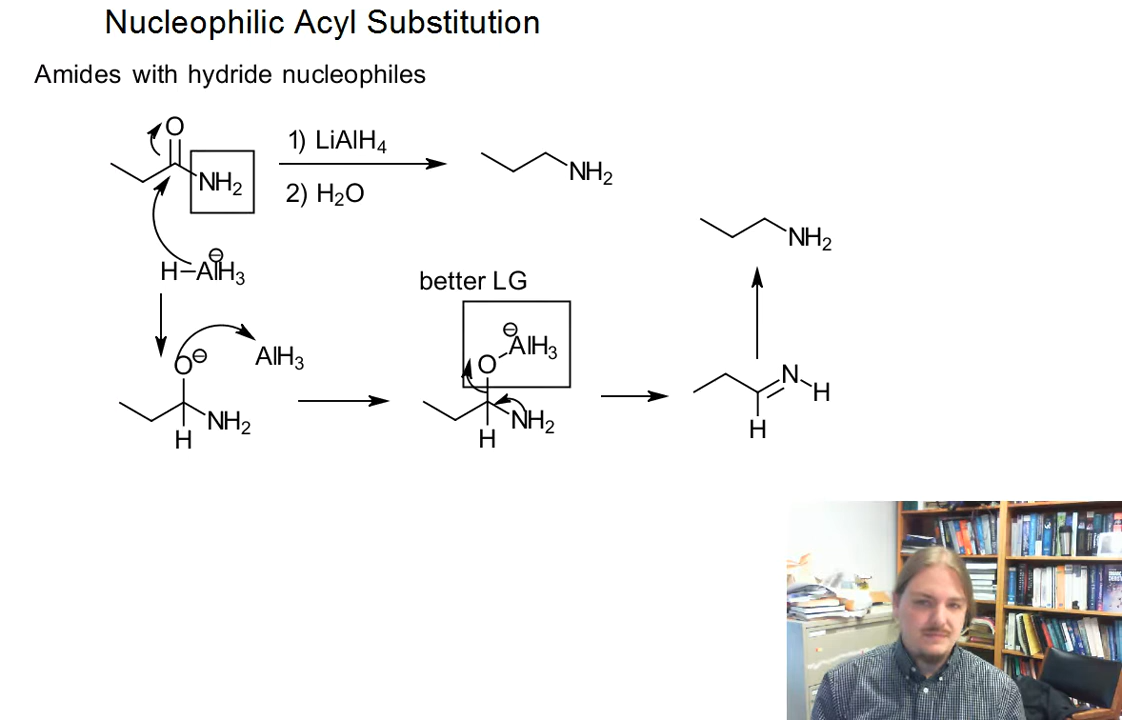 Nucleophilic Acyl Substitution
Amides with hydride nucleophiles
O
NH₂
1) LiAlH₄
2) H₂O
NH₂
NH₂
H–AlH₃
⊖
better LG
O⊖
AlH₃
NH₂
H
⊖
AlH₃
O
NH₂
H
N
H
H